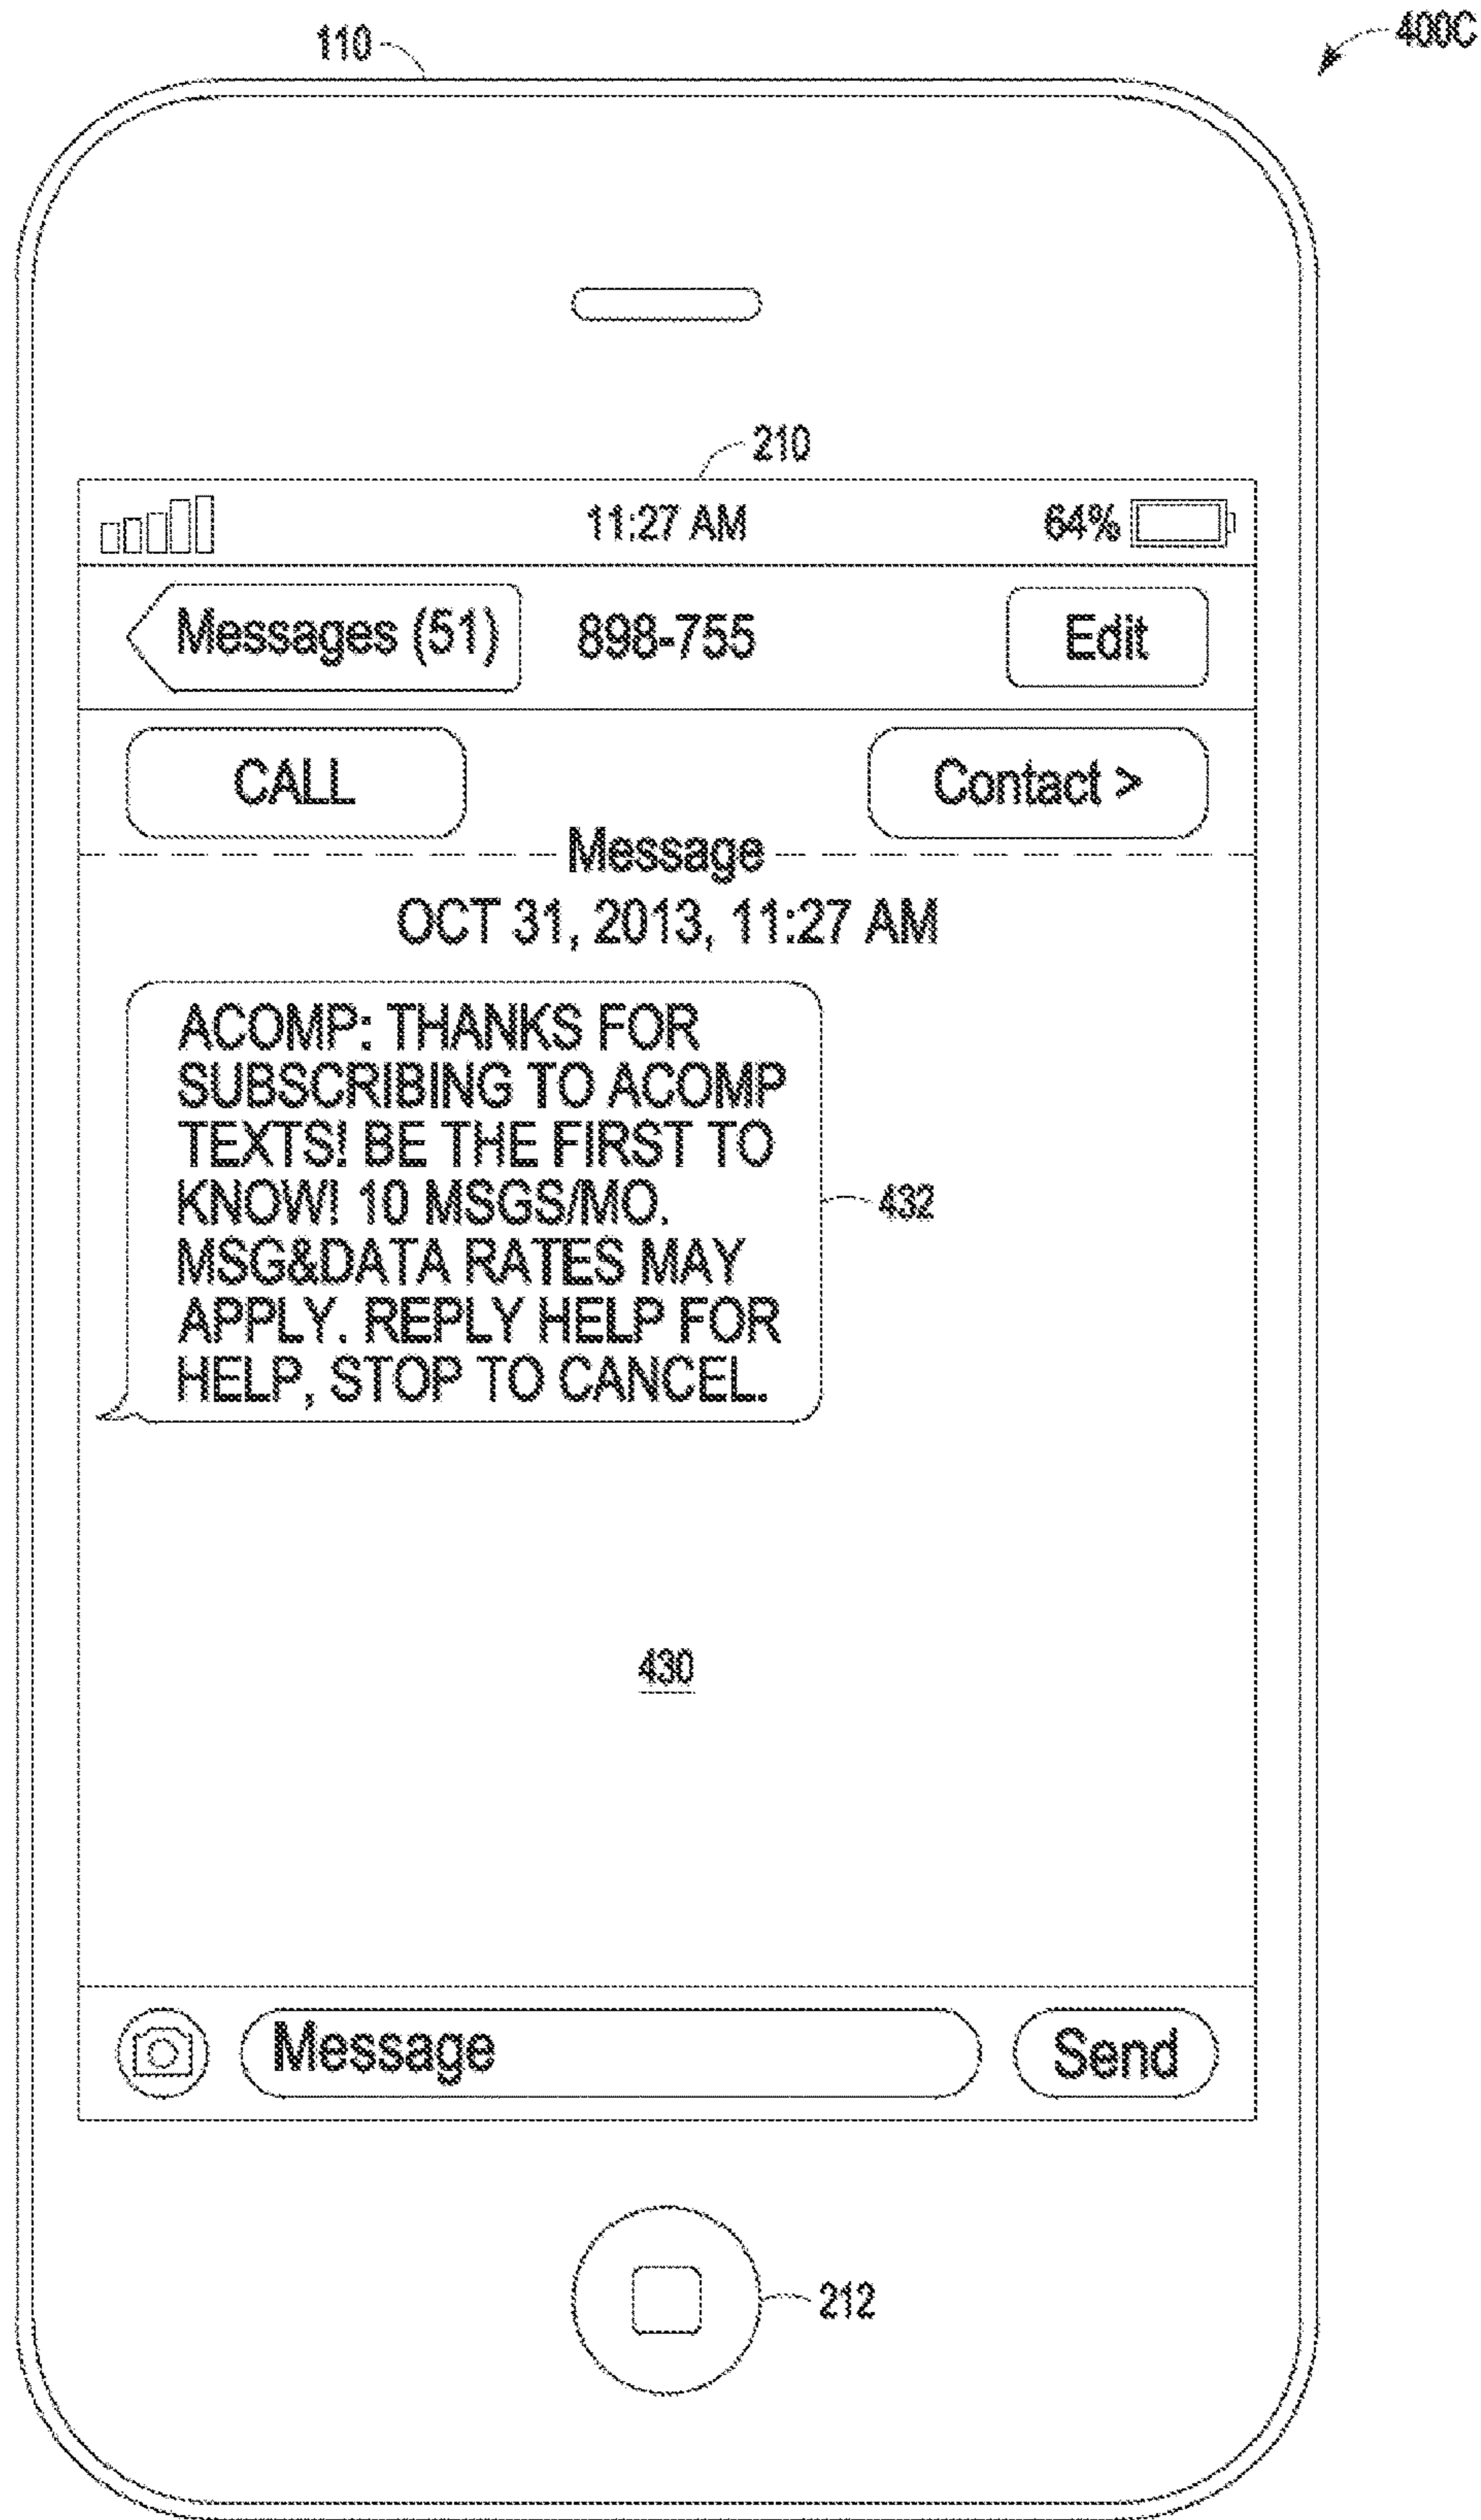 110
400C
210
11:27 AM 64%
Messages (51) 898-755 Edit
CALL Contact >
Message
OCT 31, 2013, 11:27 AM
ACOMP: THANKS FOR
SUBSCRIBING TO ACOMP
TEXTS! BE THE FIRST TO
KNOW! 10 MSGS/MO.
MSG&DATA RATES MAY
APPLY. REPLY HELP FOR
HELP, STOP TO CANCEL.
432
430
Message Send
212